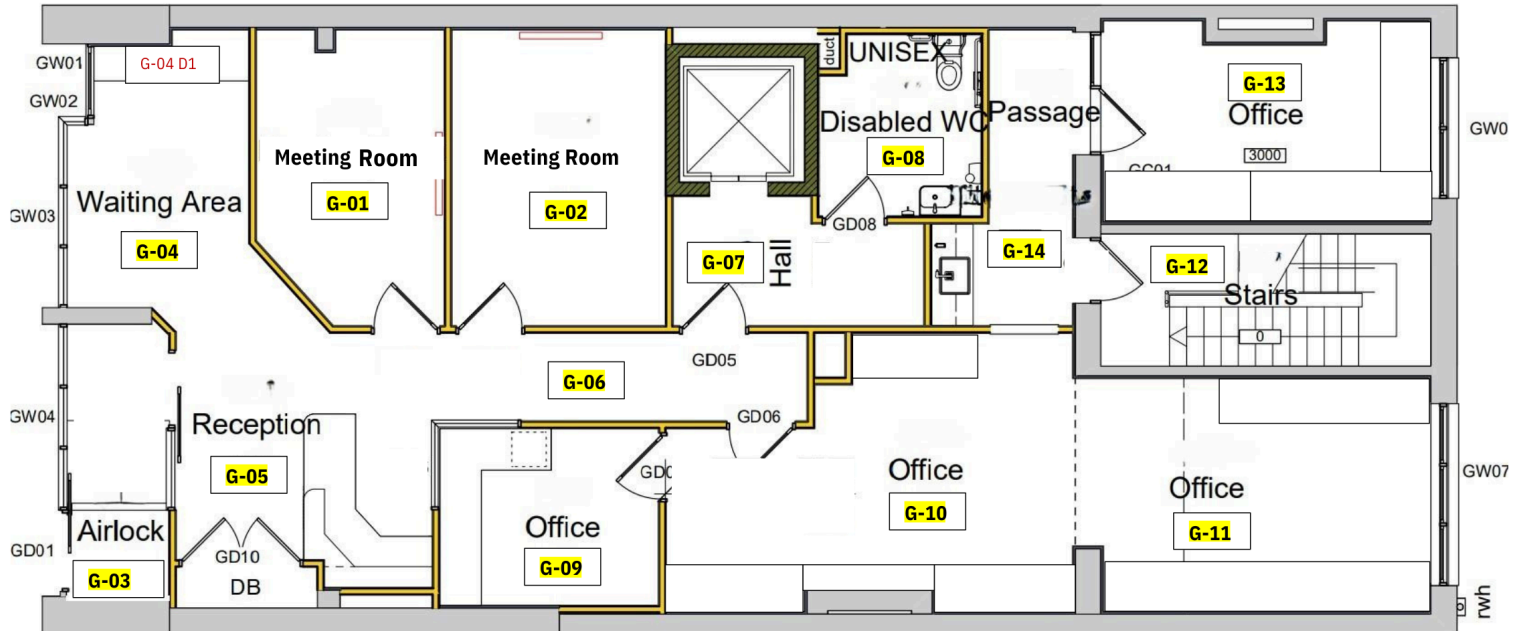 GW01
G-04 D1
GW02
Meeting Room
G-01
Meeting Room
G-02
duct
UNISEX
Disabled WC
G-08
GD08
Passage
G-13
Office
3000
GC01
GW0
Waiting Area
G-04
GW03
G-07
Hall
G-14
G-12
Stairs
0
GD05
G-06
GD06
GW04
Reception
G-05
GD0
Office
G-10
Office
G-11
GW07
Office
G-09
Airlock
GD01
G-03
GD10
DB
rwh